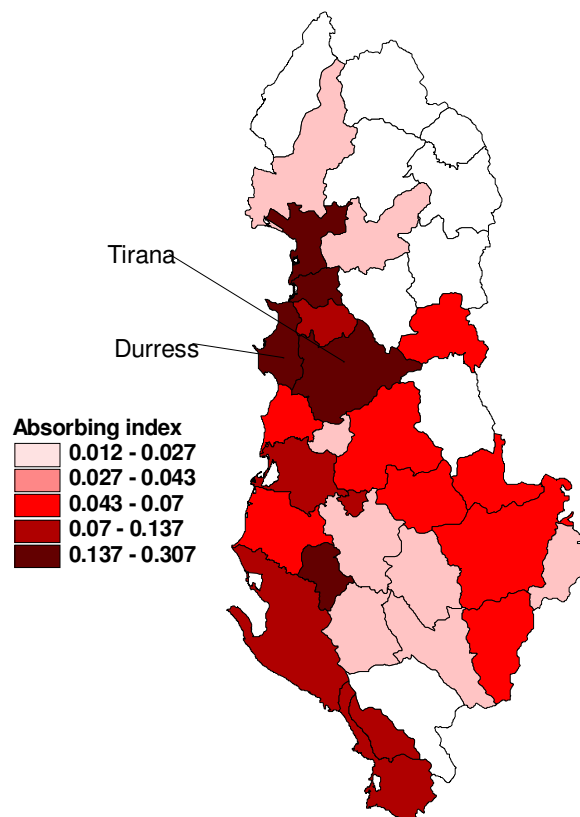 Tirana
Durress
Absorbing index
0.012 - 0.027
0.027 - 0.043
0.043 - 0.07
0.07 - 0.137
0.137 - 0.307